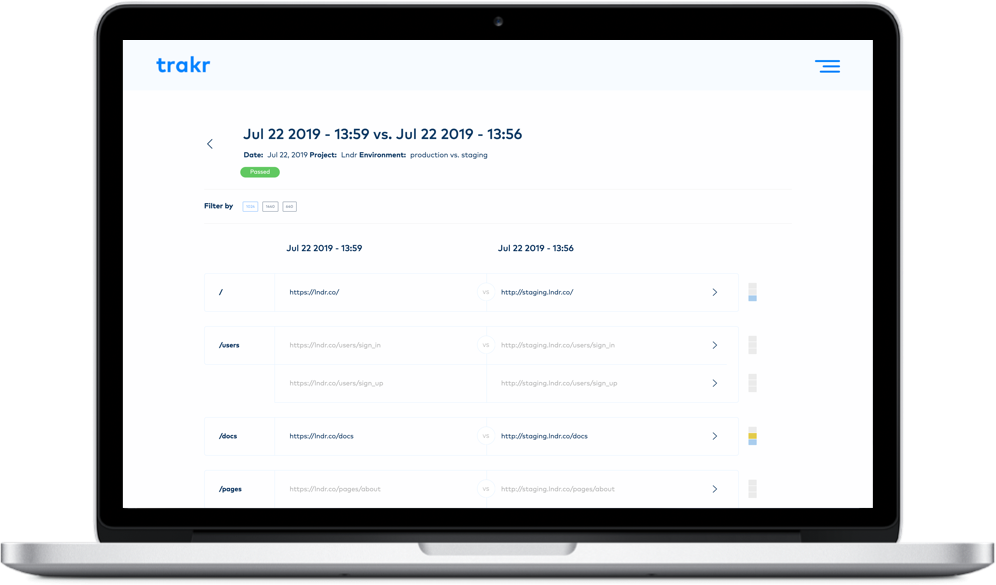 trakr
Jul 22 2019 - 13:59 vs. Jul 22 2019 - 13:56
Date: Jul 22, 2019 Project: Lndr Environment: production vs. staging
Passed
Filter by
Jul 22 2019 - 13:59 Jul 22 2019 - 13:56
/ https://lndr.co/ vs http://staging.lndr.co/
/users https://lndr.co/users/sign_in vs http://staging.lndr.co/users/sign_in
https://lndr.co/users/sign_up http://staging.lndr.co/users/sign_up
/docs https://lndr.co/docs vs http://staging.lndr.co/docs
/pages https://lndr.co/pages/about vs http://staging.lndr.co/pages/about